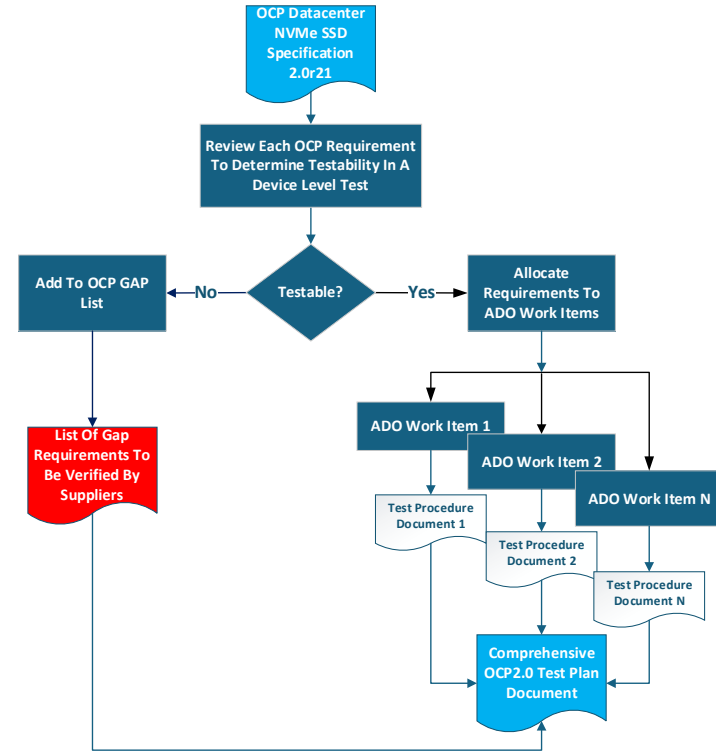 OCP Datacenter
NVMe SSD
Specification
2.0r21
Review Each OCP Requirement
To Determine Testability In A
Device Level Test
Add To OCP GAP
List
No
Testable?
Yes
Allocate
Requirements To
ADO Work Items
List Of Gap
Requirements To
Be Verified By
Suppliers
ADO Work Item 1
ADO Work Item 2
ADO Work Item N
Test Procedure
Document 1
Test Procedure
Document 2
Test Procedure
Document N
Comprehensive
OCP2.0 Test Plan
Document